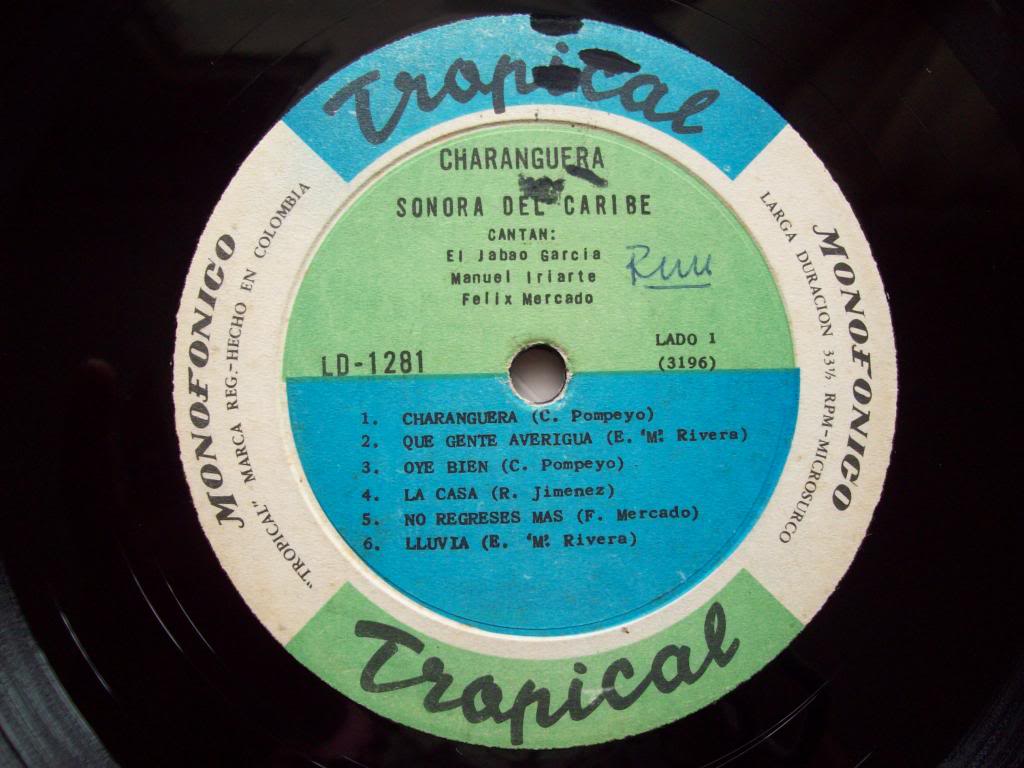 Tropical
CHARANGUERA
SONORA DEL CARIBE
CANTAN:
El Jabao Garcia
Manuel Iriarte
Felix Mercado
LADO 1
LD-1281
(3196)
1. CHARANGUERA (C. Pompeyo)
2. QUE GENTE AVERIGUA (E. 'Mº Rivera)
3. OYE BIEN (C. Pompeyo)
4. LA CASA (R. Jimenez)
5. NO REGRESES MAS (F. Mercado)
6. LLUVIA (E. 'Mº Rivera)
MONOFONICO
"TROPICAL" MARCA REG.-HECHO EN COLOMBIA
MONOFONICO
LARGA DURACION 33⅓ RPM-MICROSURCO
Tropical